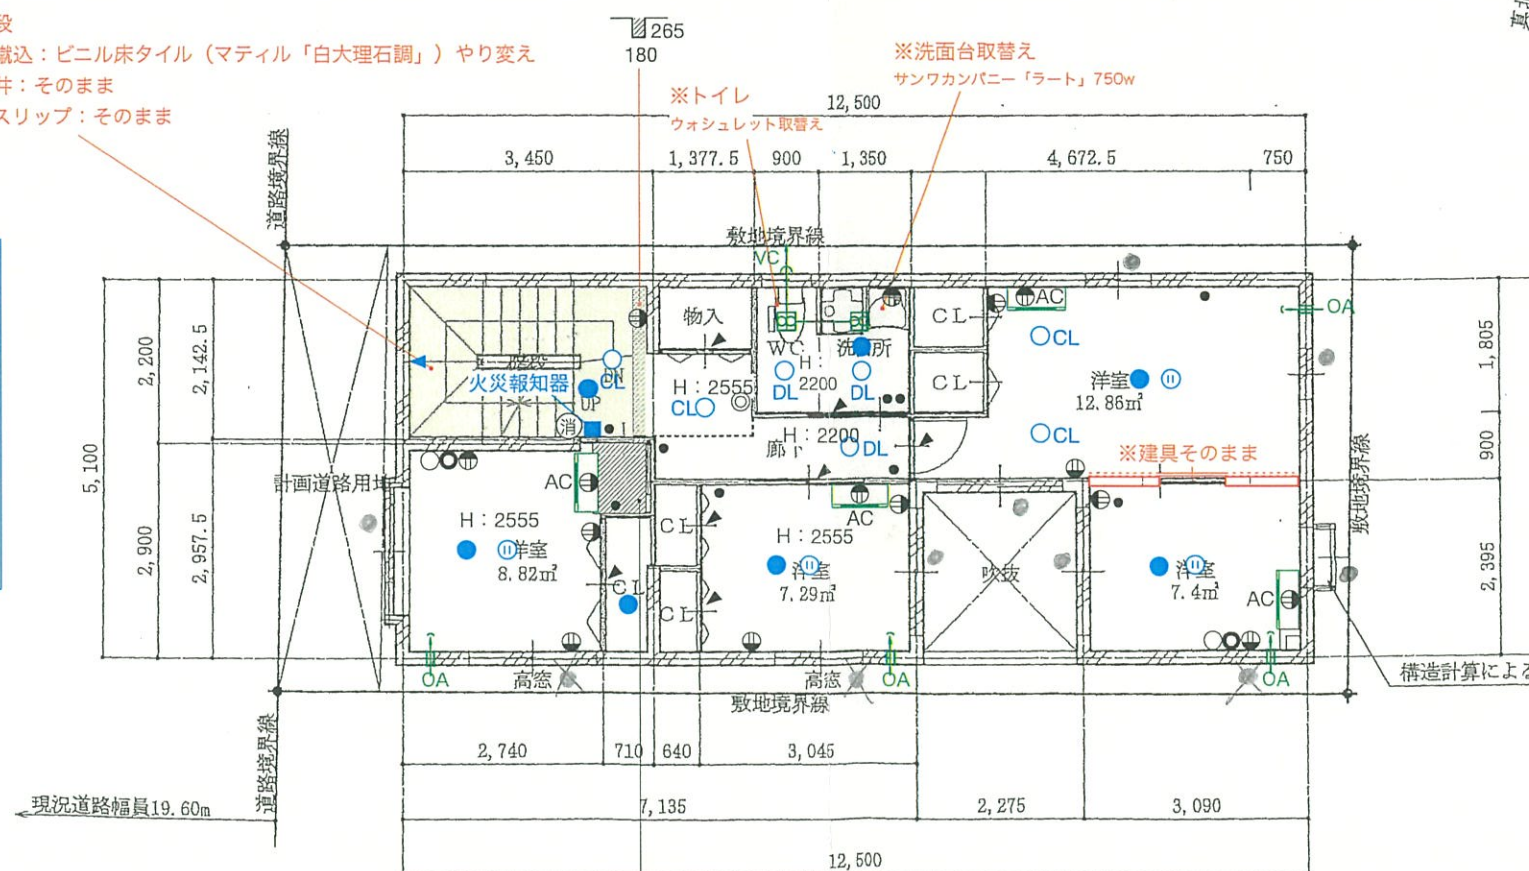 段
蹴込：ビニル床タイル（マティル「白大理石調」）やり変え
井：そのまま
スリップ：そのまま
265
180
※トイレ
ウォシュレット取替え
※洗面台取替え
サンワカンパニー「ラート」750w
12,500
3,450
1,377.5
900
1,350
4,672.5
750
道路境界線
敷地境界線
VC
物入
WC
洗面所
CL
AC
OA
CL
階段
DN
CL
火災報知器
UP
消
H：2555
CL
H：
2200
DL
DL
CL
洋室
12.86㎡
CL
H：2200
廊下
DL
※建具そのまま
2,200
2,142.5
5,100
2,900
2,957.5
1,805
900
2,395
計画道路用地
AC
H：2555
洋室
8.82㎡
CL
CL
CL
AC
H：2555
洋室
7.29㎡
吹抜
洋室
7.4㎡
AC
敷地境界線
OA
高窓
高窓
OA
OA
敷地境界線
構造計算による
道路境界線
2,740
710
640
3,045
現況道路幅員19.60m
7,135
2,275
3,090
12,500